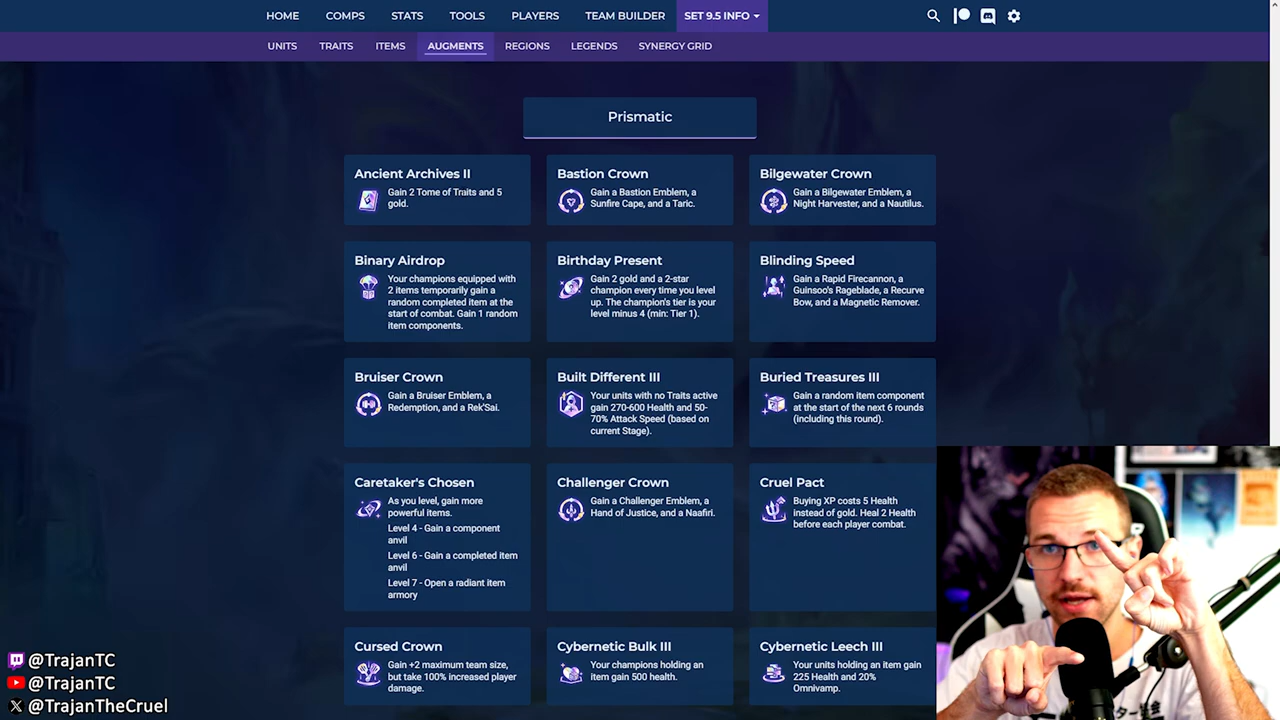 HOME COMPS STATS TOOLS PLAYERS TEAM BUILDER SET 9.5 INFO
UNITS TRAITS ITEMS AUGMENTS REGIONS LEGENDS SYNERGY GRID
Prismatic
Ancient Archives II
Gain 2 Tome of Traits and 5
gold.
Bastion Crown
Gain a Bastion Emblem, a
Sunfire Cape, and a Taric.
Bilgewater Crown
Gain a Bilgewater Emblem, a
Night Harvester, and a Nautilus.
Binary Airdrop
Your champions equipped with
2 items temporarily gain a
random completed item at the
start of combat. Gain 1 random
item components.
Birthday Present
Gain 2 gold and a 2-star
champion every time you level
up. The champion's tier is your
level minus 4 (min: Tier 1).
Blinding Speed
Gain a Rapid Firecannon, a
Guinsoo's Rageblade, a Recurve
Bow, and a Magnetic Remover.
Bruiser Crown
Gain a Bruiser Emblem, a
Redemption, and a Rek'Sai.
Built Different III
Your units with no Traits active
gain 270-600 Health and 50-
70% Attack Speed (based on
current Stage).
Buried Treasures III
Gain a random item component
at the start of the next 6 rounds
(including this round).
Caretaker's Chosen
As you level, gain more
powerful items.
Level 4 - Gain a component
anvil
Level 6 - Gain a completed item
anvil
Level 7 - Open a radiant item
armory
Challenger Crown
Gain a Challenger Emblem, a
Hand of Justice, and a Naafiri.
Cruel Pact
Buying XP costs 5 Health
instead of gold. Heal 2 Health
before each player combat.
Cursed Crown
Gain +2 maximum team size,
but take 100% increased player
damage.
Cybernetic Bulk III
Your champions holding an
item gain 500 health.
Cybernetic Leech III
Your units holding an item gain
225 Health and 20%
Omnivamp.
@TrajanTC
@TrajanTC
@TrajanTheCruel